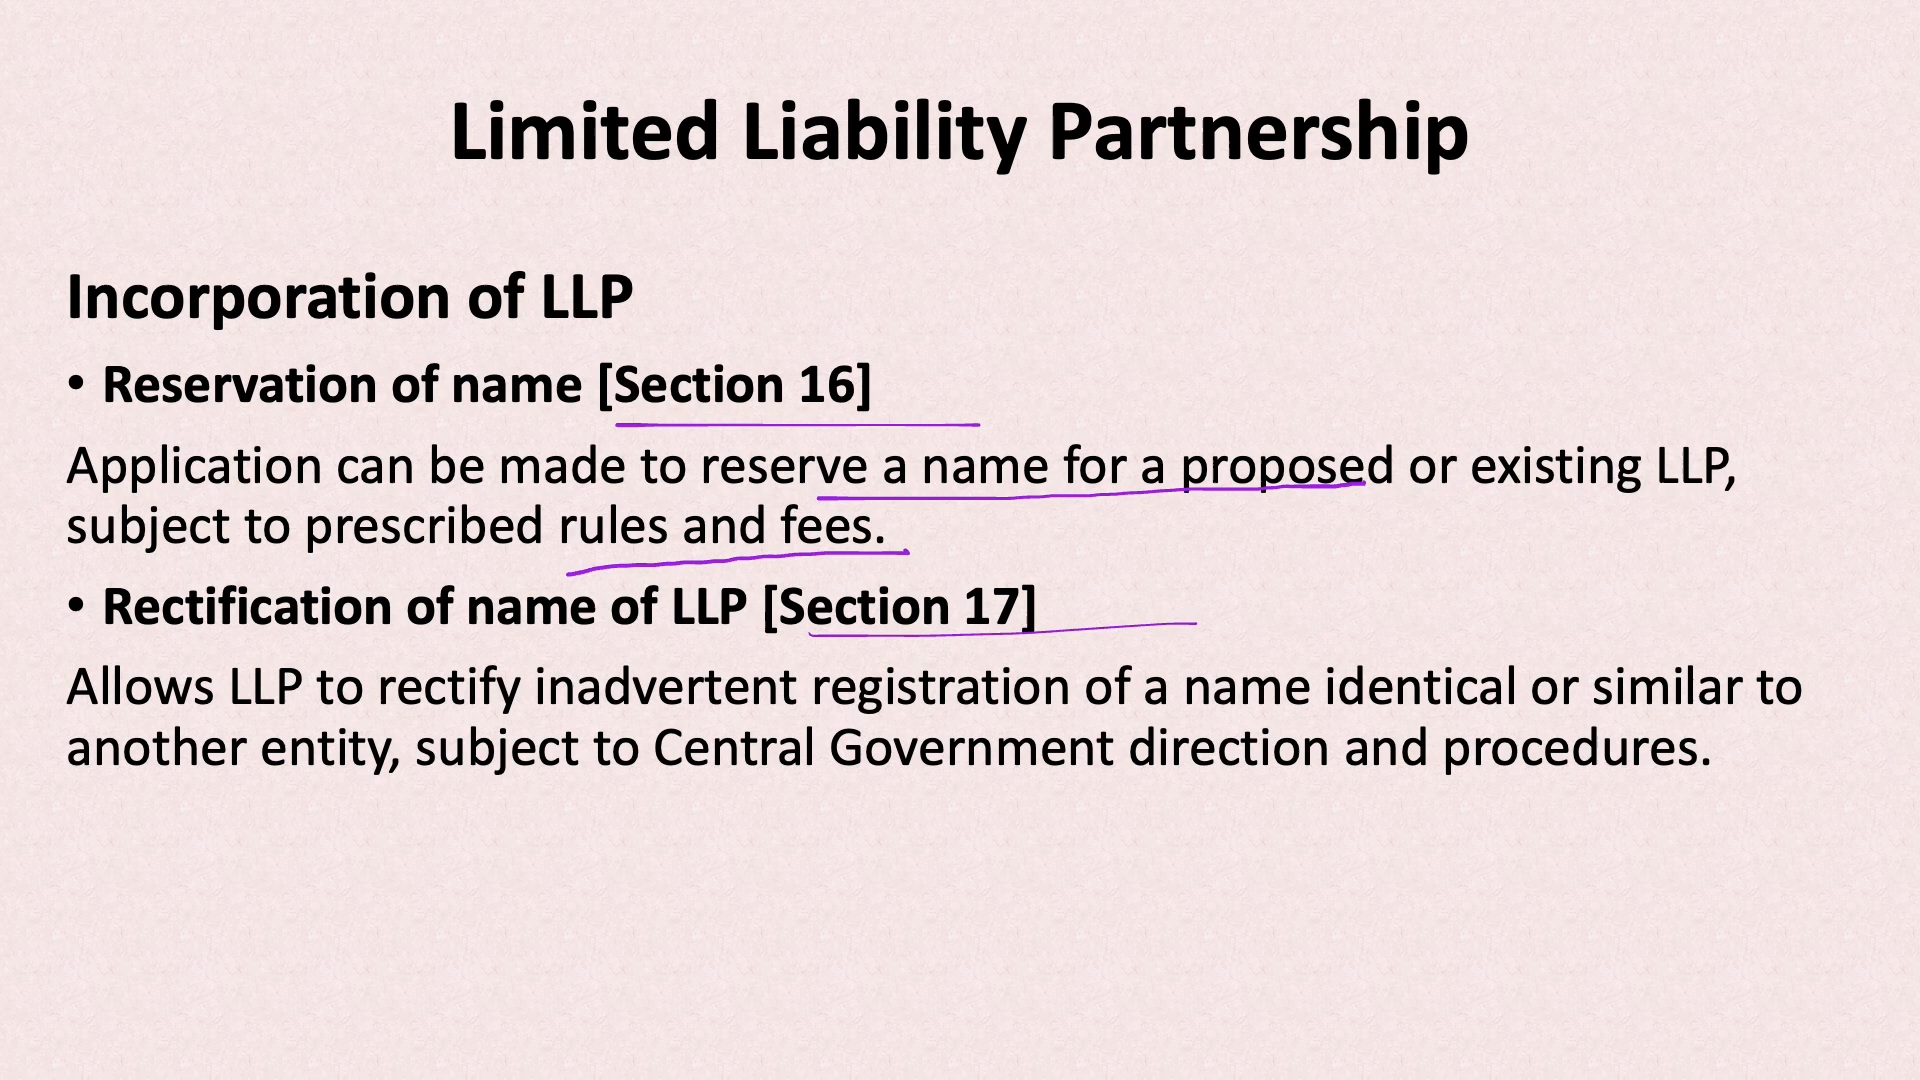 Limited Liability Partnership
Incorporation of LLP
• Reservation of name [Section 16]
Application can be made to reserve a name for a proposed or existing LLP,
subject to prescribed rules and fees.
• Rectification of name of LLP [Section 17]
Allows LLP to rectify inadvertent registration of a name identical or similar to
another entity, subject to Central Government direction and procedures.